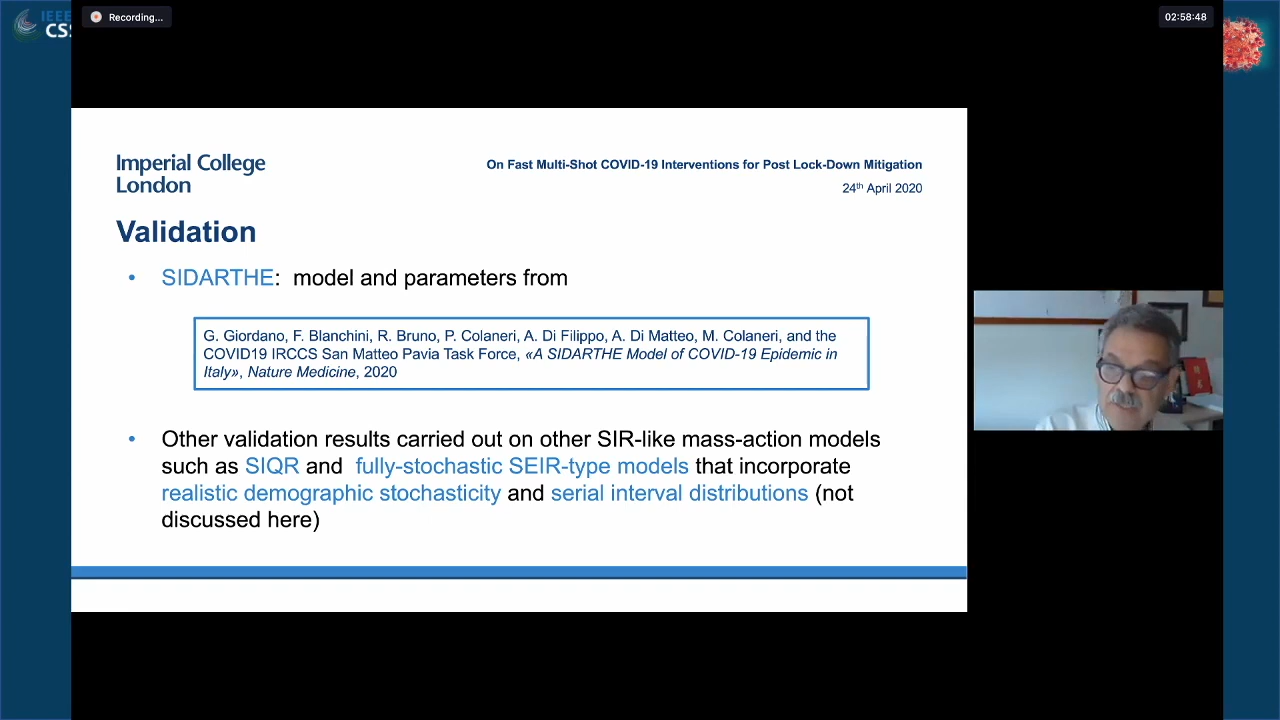 IEEE
CSS
Recording...
02:58:48
Imperial College
London
On Fast Multi-Shot COVID-19 Interventions for Post Lock-Down Mitigation
24th April 2020
Validation
• SIDARTHE: model and parameters from
G. Giordano, F. Blanchini, R. Bruno, P. Colaneri, A. Di Filippo, A. Di Matteo, M. Colaneri, and the
COVID19 IRCCS San Matteo Pavia Task Force, «A SIDARTHE Model of COVID-19 Epidemic in
Italy», Nature Medicine, 2020
• Other validation results carried out on other SIR-like mass-action models
such as SIQR and fully-stochastic SEIR-type models that incorporate
realistic demographic stochasticity and serial interval distributions (not
discussed here)